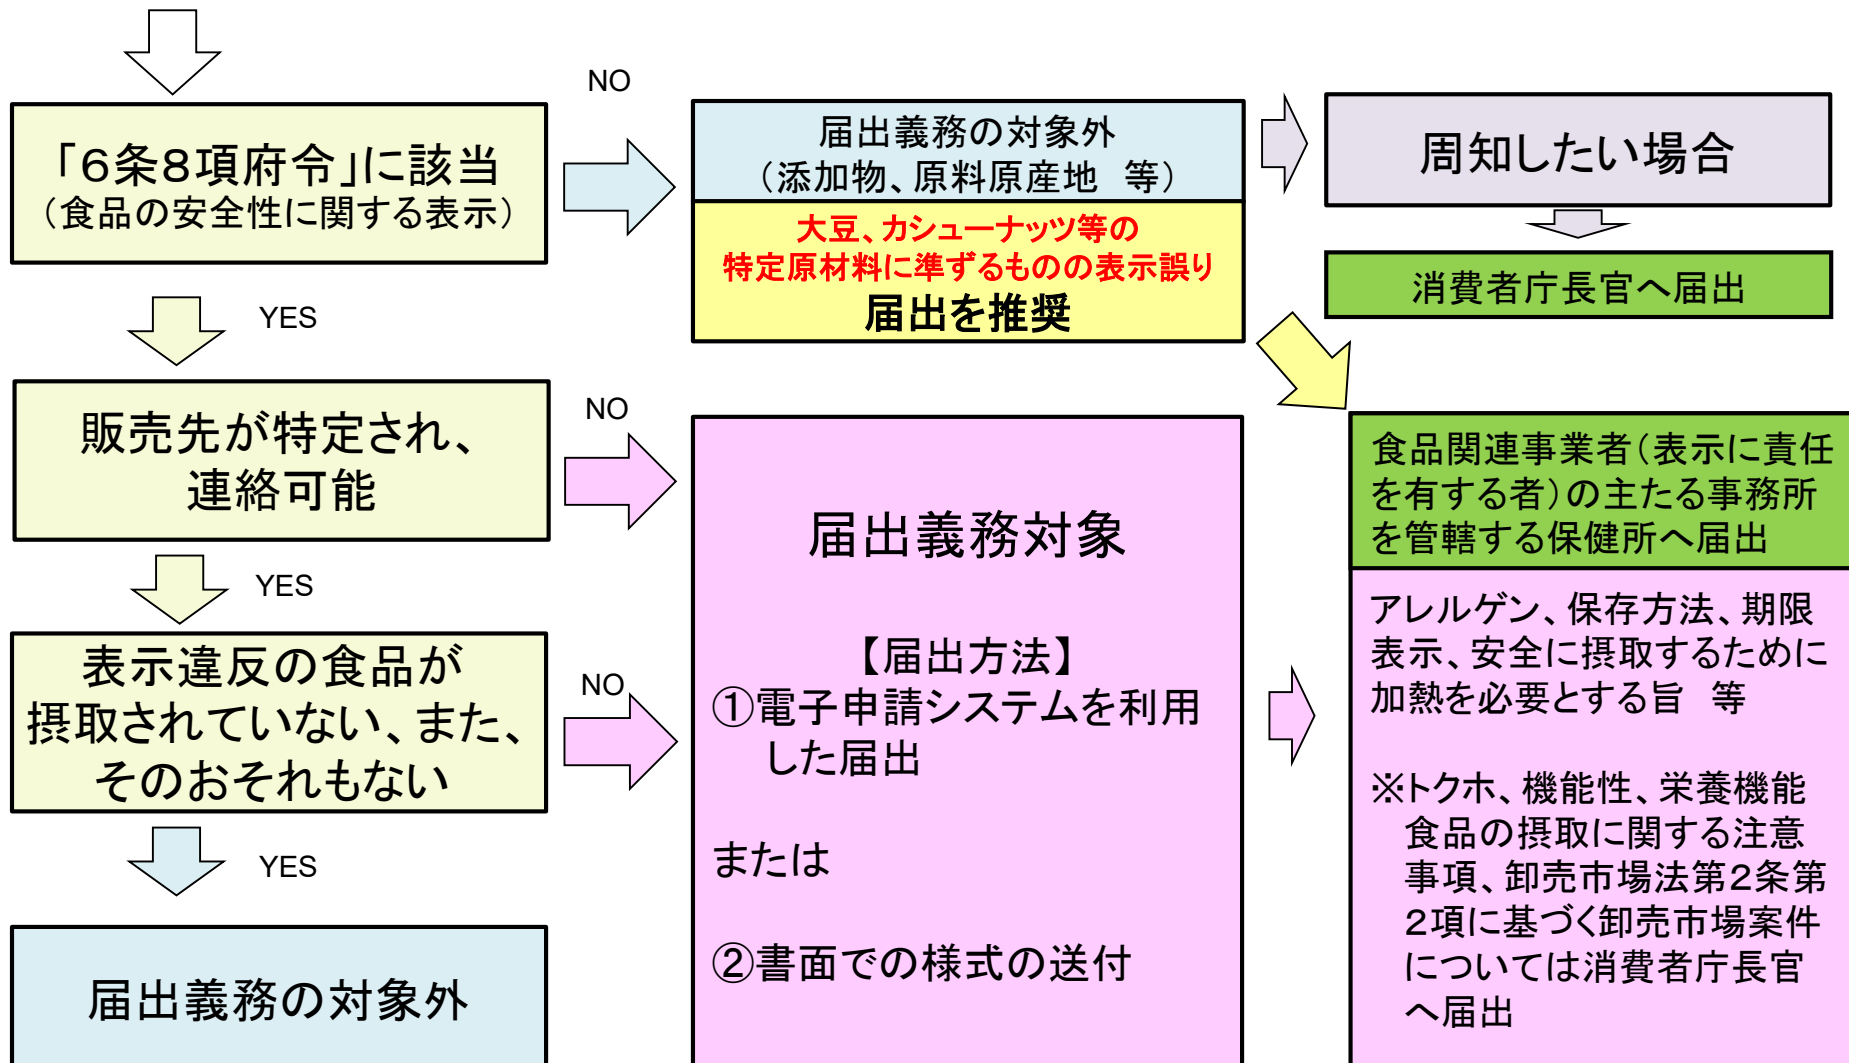 「６条８項府令」に該当
（食品の安全性に関する表示）
NO
届出義務の対象外
（添加物、原料原産地　等）
大豆、カシューナッツ等の
特定原材料に準ずるものの表示誤り
届出を推奨
周知したい場合
消費者庁長官へ届出
YES
販売先が特定され、
連絡可能
NO
YES
表示違反の食品が
摂取されていない、また、
そのおそれもない
NO
YES
届出義務の対象外
届出義務対象
【届出方法】
①電子申請システムを利用
した届出
または
②書面での様式の送付
食品関連事業者（表示に責任
を有する者）の主たる事務所
を管轄する保健所へ届出
アレルゲン、保存方法、期限
表示、安全に摂取するために
加熱を必要とする旨　等
※トクホ、機能性、栄養機能
食品の摂取に関する注意
事項、卸売市場法第２条第
２項に基づく卸売市場案件
については消費者庁長官
へ届出